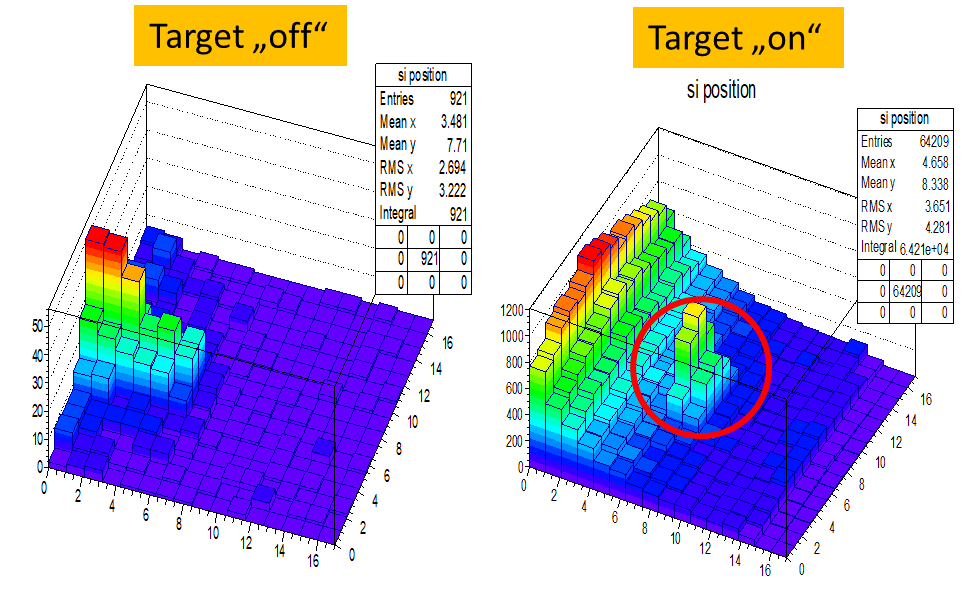 Target „off“
si position
Entries 921
Mean x 3.481
Mean y 7.71
RMS x 2.694
RMS y 3.222
Integral 921
0 0 0
0 921 0
0 0 0
50
40
30
20
10
0
0 2 4 6 8 10 12 14 16
0 2 4 6 8 10 12 14 16
Target „on“
si position
si position
Entries 64209
Mean x 4.658
Mean y 8.338
RMS x 3.651
RMS y 4.281
Integral 6.421e+04
0 0 0
0 64209 0
0 0 0
1200
1000
800
600
400
200
0
0 2 4 6 8 10 12 14 16
0 2 4 6 8 10 12 14 16